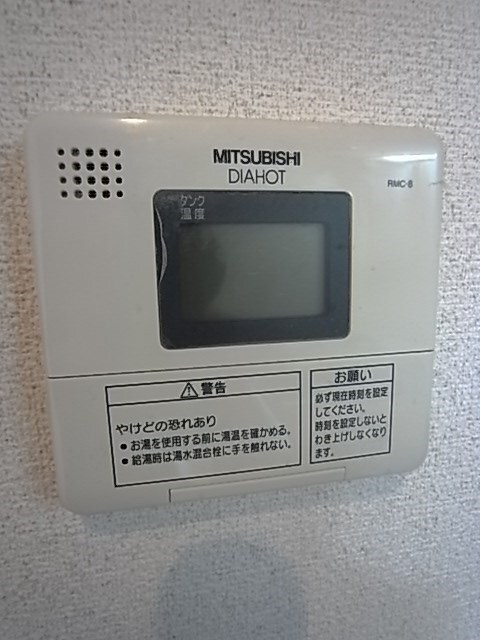 MITSUBISHI
DIAHOT
RMC-8
タンク
温度
⚠警告
やけどの恐れあり
● お湯を使用する前に湯温を確かめる。
● 給湯時は湯水混合栓に手を触れない。
お願い
必ず現在時刻を設定
してください。
時刻を設定しないと
わき上げしなくなり
ます。